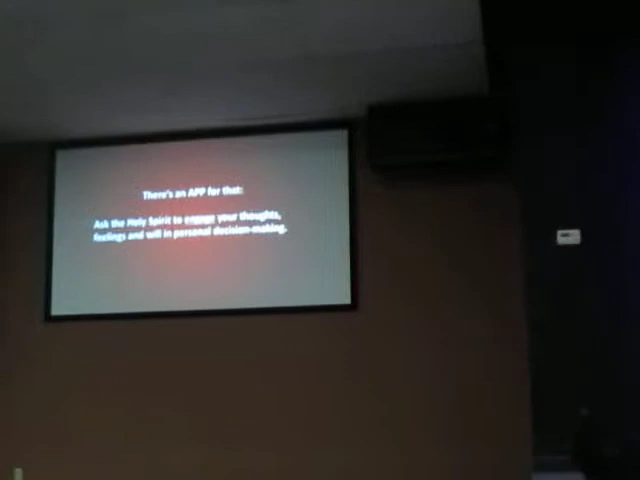 There's an APP for that:
Ask the Holy Spirit to engage your thoughts,
feelings and will in personal decision-making.